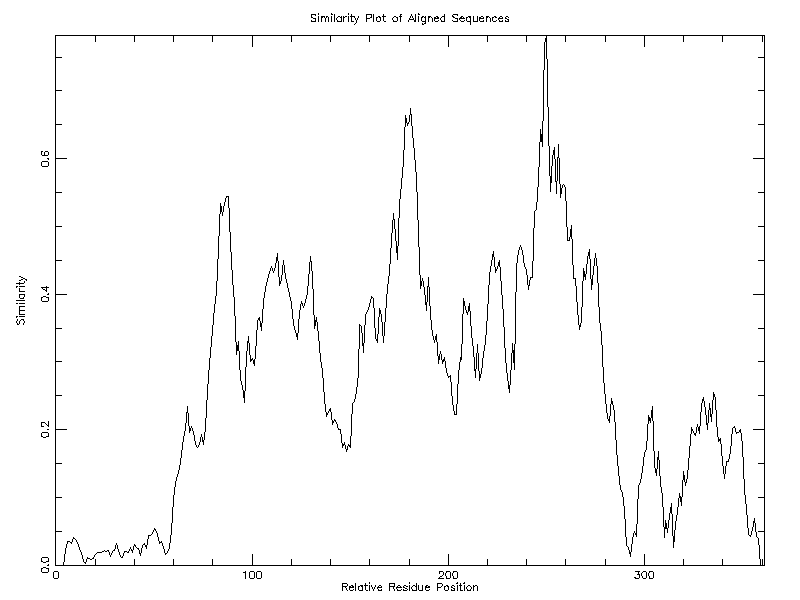 Similarity Plot of Aligned Sequences
0.6
0.4
Similarity
0.2
0.0
0 100 200 300
Relative Residue Position